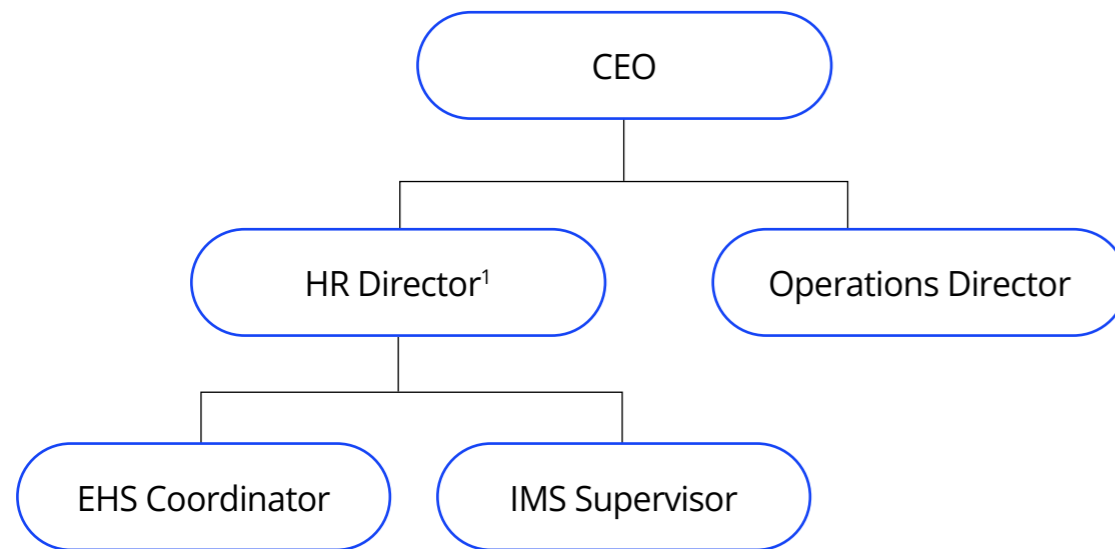 CEO
HR Director¹
Operations Director
EHS Coordinator
IMS Supervisor